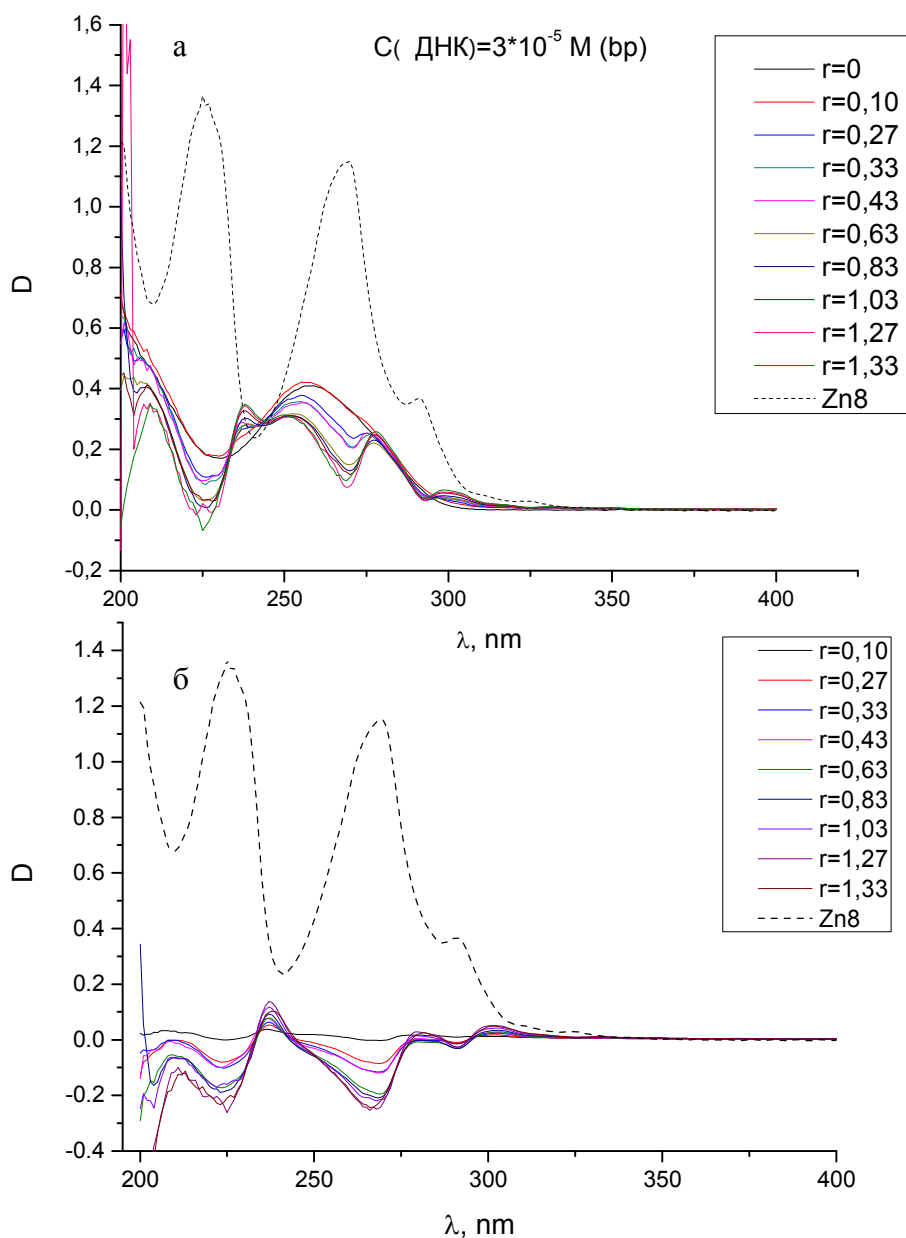 а
C( ДНК)=3*10⁻⁵ M (bp)
r=0
r=0,10
r=0,27
r=0,33
r=0,43
r=0,63
r=0,83
r=1,03
r=1,27
r=1,33
Zn8
1,6
1,4
1,2
1,0
0,8
0,6
0,4
0,2
0,0
-0,2
D
200
250
300
350
400
λ, nm
б
r=0,10
r=0,27
r=0,33
r=0,43
r=0,63
r=0,83
r=1,03
r=1,27
r=1,33
Zn8
1.4
1.2
1.0
0.8
0.6
0.4
0.2
0.0
-0.2
-0.4
D
200
250
300
350
400
λ, nm